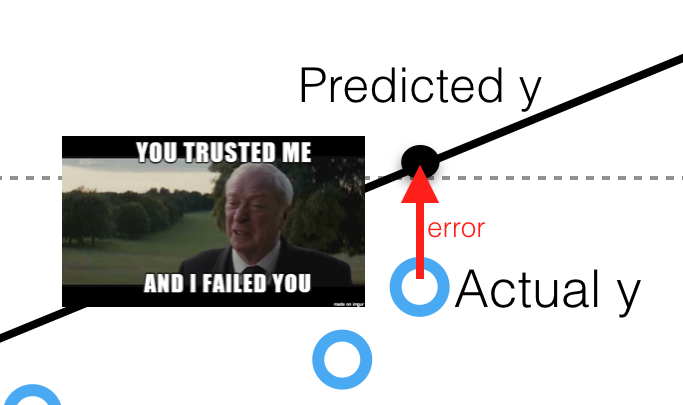 Predicted y
YOU TRUSTED ME
error
AND I FAILED YOU
Actual y
made on imgur